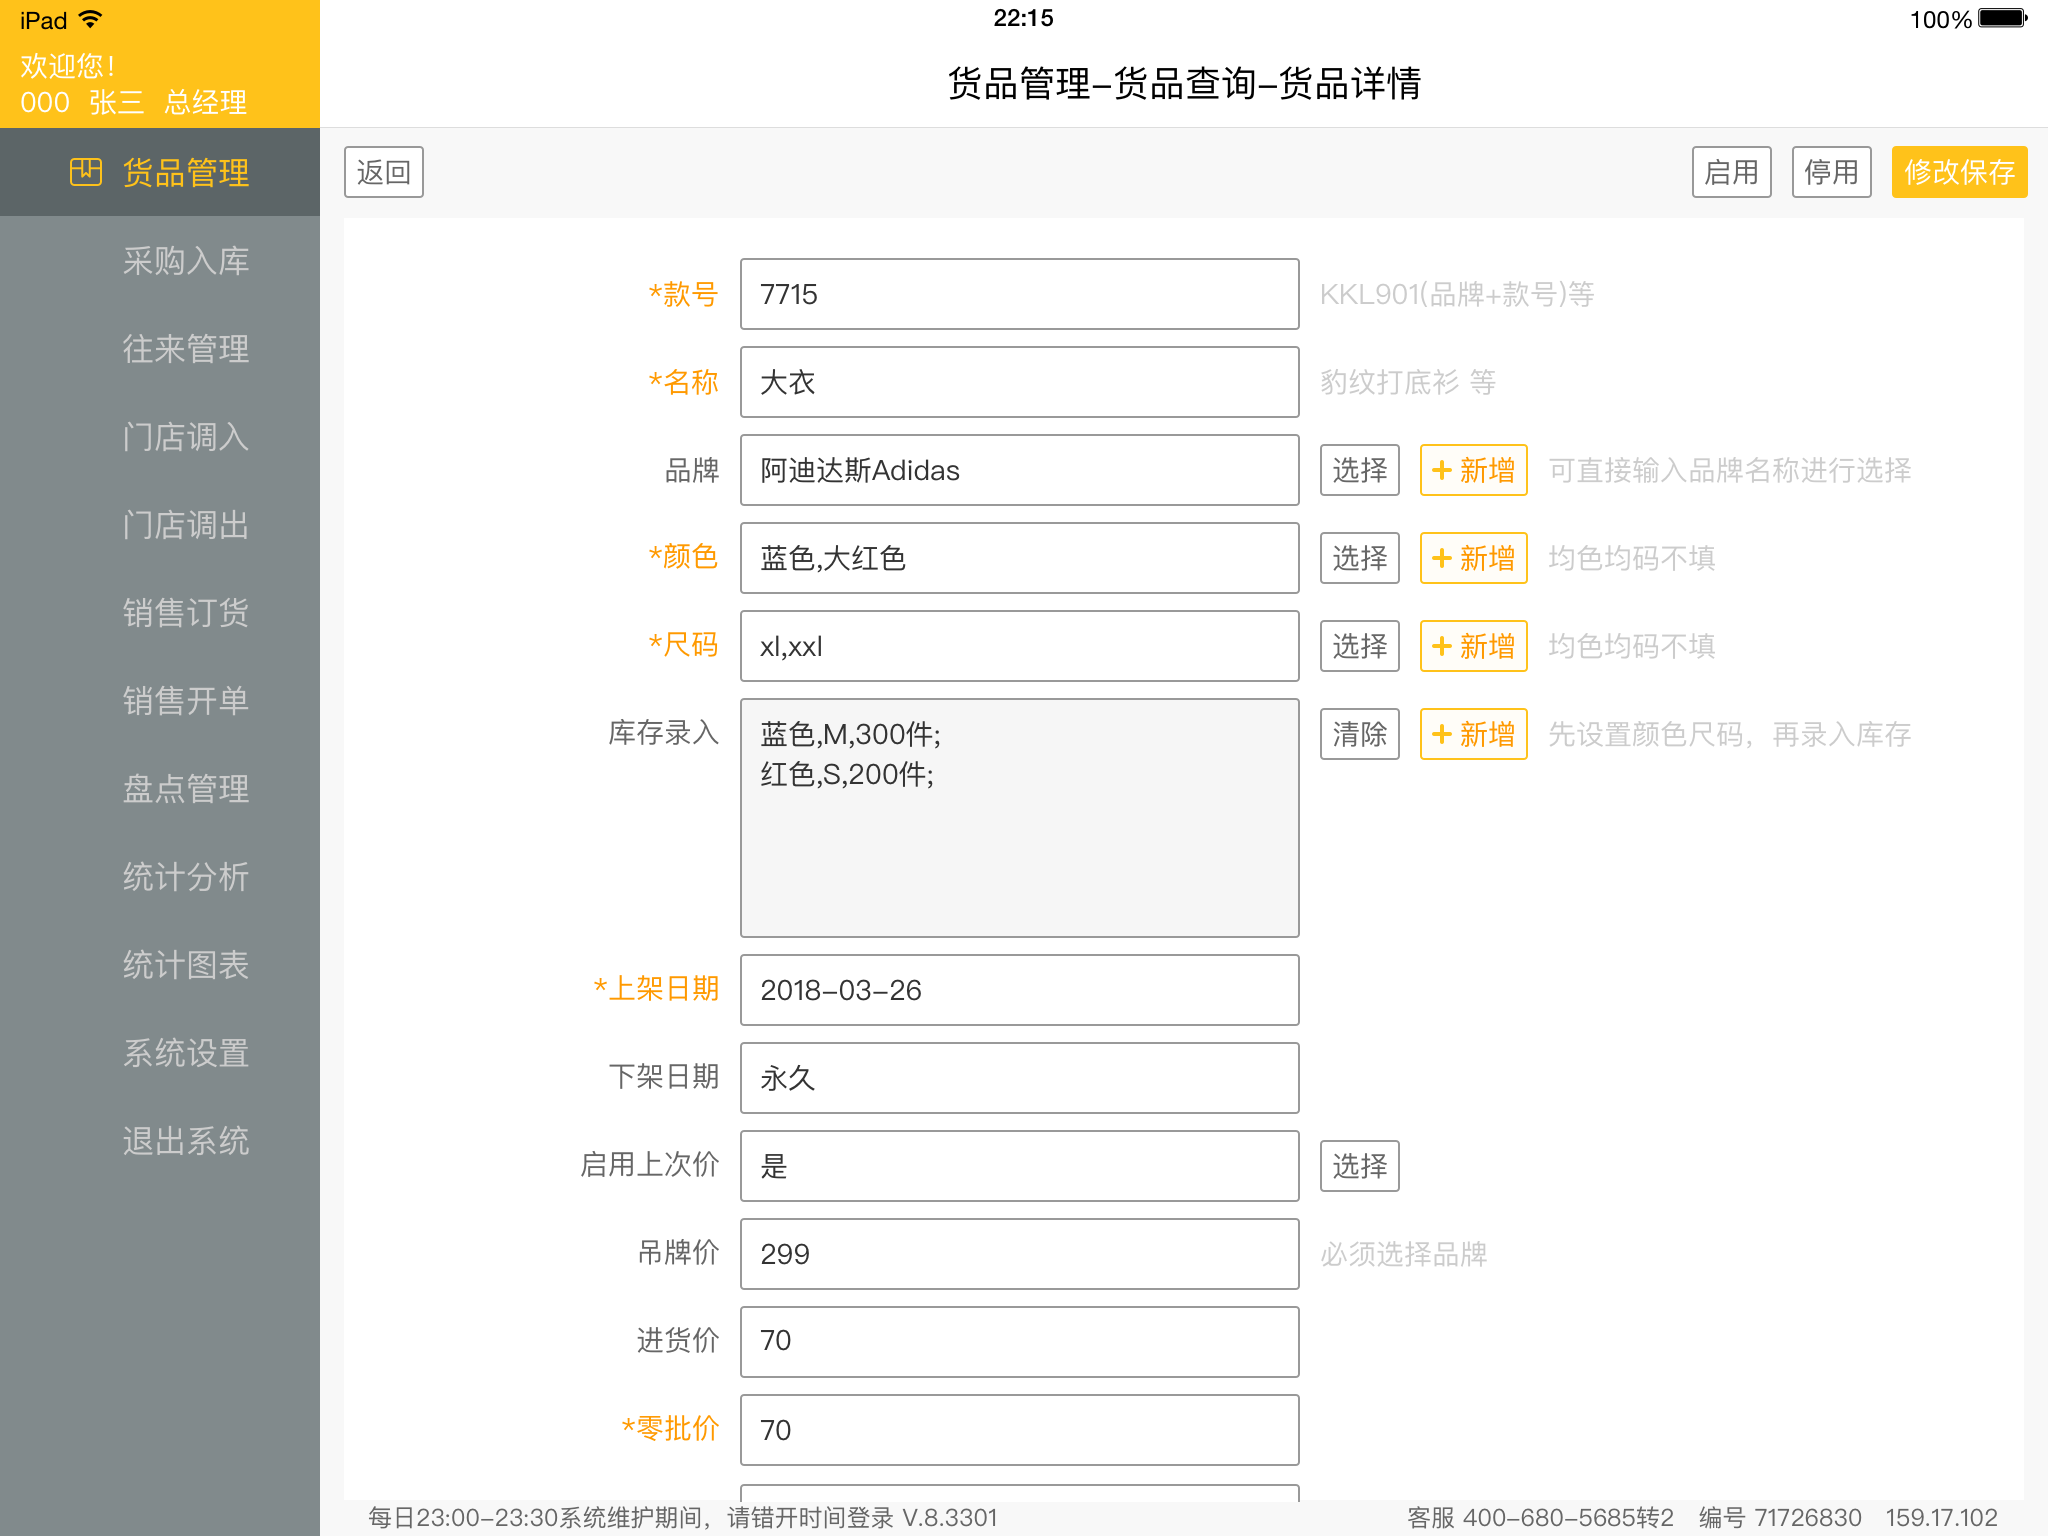 iPad 22:15 100%
欢迎您！
000 张三 总经理
货品管理-货品查询-货品详情
货品管理
采购入库
往来管理
门店调入
门店调出
销售订货
销售开单
盘点管理
统计分析
统计图表
系统设置
退出系统
返回 启用 停用 修改保存
*款号 7715 KKL901(品牌+款号)等
*名称 大衣 豹纹打底衫 等
品牌 阿迪达斯Adidas 选择 +新增 可直接输入品牌名称进行选择
*颜色 蓝色,大红色 选择 +新增 均色均码不填
*尺码 xl,xxl 选择 +新增 均色均码不填
库存录入 蓝色,M,300件; 清除 +新增 先设置颜色尺码，再录入库存
红色,S,200件;
*上架日期 2018-03-26
下架日期 永久
启用上次价 是 选择
吊牌价 299 必须选择品牌
进货价 70
*零批价 70
每日23:00-23:30系统维护期间，请错开时间登录 V.8.3301 客服 400-680-5685转2 编号 71726830 159.17.102